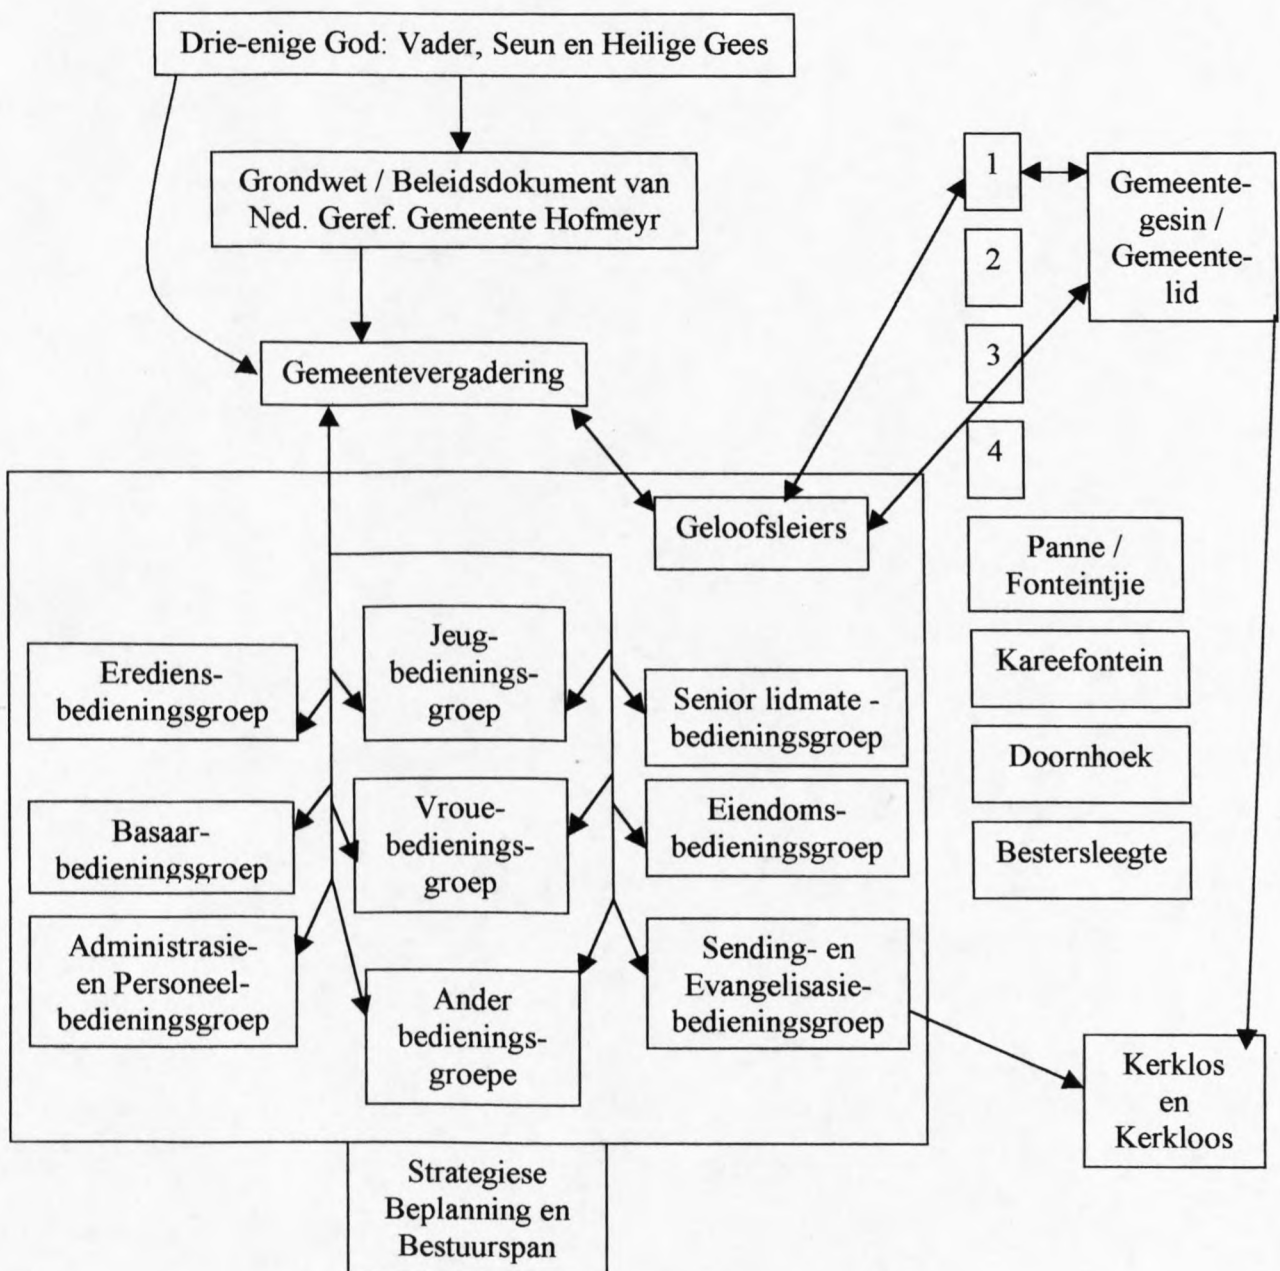 Drie-enige God: Vader, Seun en Heilige Gees
Grondwet / Beleidsdokument van
Ned. Geref. Gemeente Hofmeyr
Gemeentevergadering
1
2
3
4
Gemeente-
gesin /
Gemeente-
lid
Geloofsleiers
Panne /
Fonteintjie
Kareefontein
Doornhoek
Bestersleegte
Erediens-
bedieningsgroep
Jeug-
bedienings-
groep
Senior lidmate -
bedieningsgroep
Basaar-
bedieningsgroep
Vroue-
bedienings-
groep
Eiendoms-
bedieningsgroep
Administrasie-
en Personeel-
bedieningsgroep
Ander
bedienings-
groepe
Sending- en
Evangelisasie-
bedieningsgroep
Kerklos
en
Kerkloos
Strategiese
Beplanning en
Bestuurspan